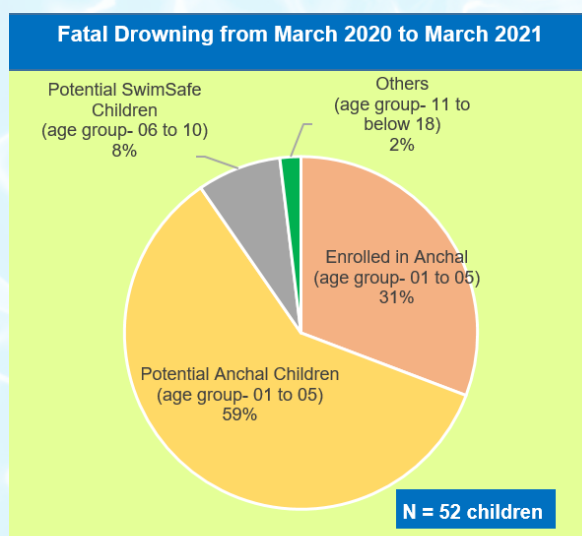 Fatal Drowning from March 2020 to March 2021
Potential SwimSafe
Children
(age group- 06 to 10)
8%
Others
(age group- 11 to
below 18)
2%
Enrolled in Anchal
(age group- 01 to 05)
31%
Potential Anchal Children
(age group- 01 to 05)
59%
N = 52 children